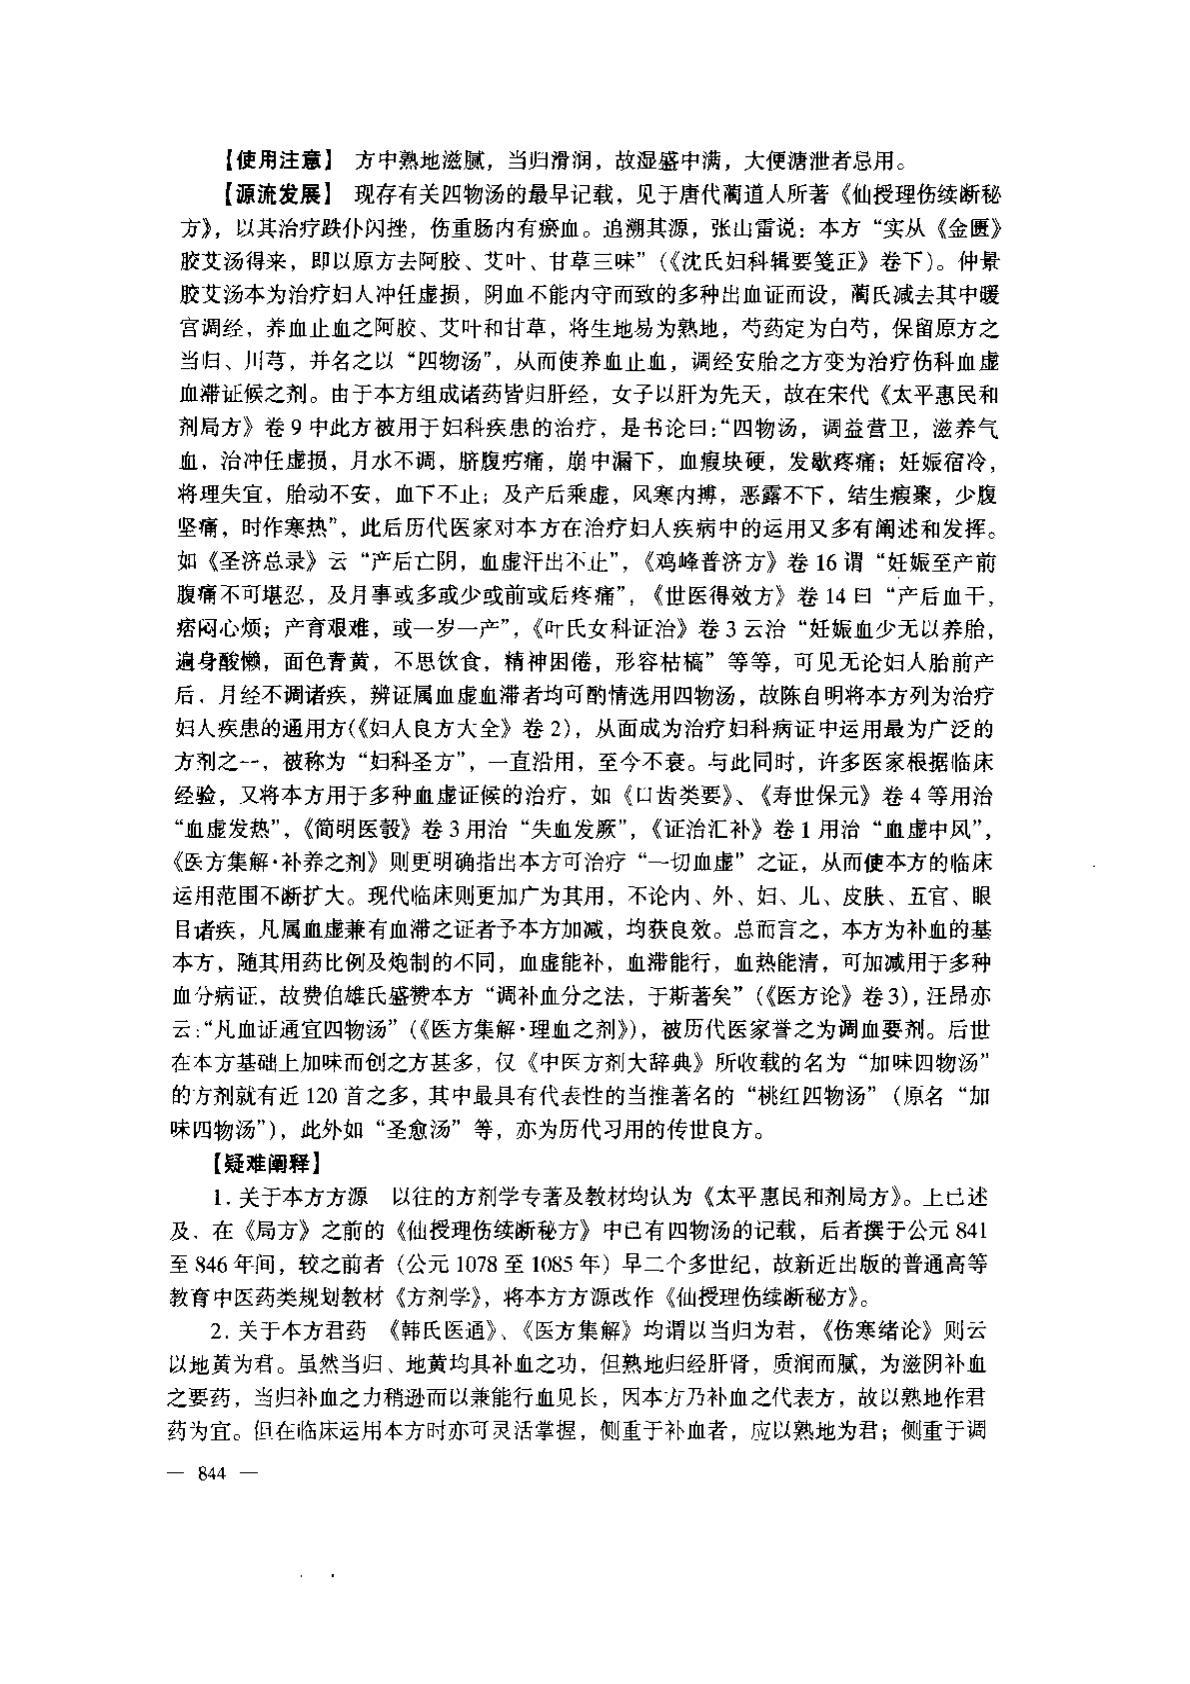 【使用注意】 方中熟地滋腻，当归滑润，故湿盛中满，大便溏泄者忌用。
【源流发展】 现存有关四物汤的最早记载，见于唐代蔺道人所著《仙授理伤续断秘
方》，以其治疗跌仆闪挫，伤重肠内有瘀血。追溯其源，张山雷说：本方“实从《金匮》
胶艾汤得来，即以原方去阿胶、艾叶、甘草三味”（《沈氏妇科辑要笺正》卷下）。仲景
胶艾汤本为治疗妇人冲任虚损，阴血不能内守而致的多种出血证而设，蔺氏减去其中暖
宫调经，养血止血之阿胶、艾叶和甘草，将生地易为熟地，芍药定为白芍，保留原方之
当归、川芎，并名之以“四物汤”，从而使养血止血，调经安胎之方变为治疗伤科血虚
血滞证候之剂。由于本方组成诸药皆归肝经，女子以肝为先天，故在宋代《太平惠民和
剂局方》卷9中此方被用于妇科疾患的治疗，是书论曰：“四物汤，调益营卫，滋养气
血，治冲任虚损，月水不调，脐腹㽲痛，崩中漏下，血瘕块硬，发歇疼痛；妊娠宿冷，
将理失宜，胎动不安，血下不止；及产后乘虚，风寒内搏，恶露不下，结生瘕聚，少腹
坚痛，时作寒热”，此后历代医家对本方在治疗妇人疾病中的运用又多有阐述和发挥。
如《圣济总录》云“产后亡阴，血虚汗出不止”，《鸡峰普济方》卷16谓“妊娠至产前
腹痛不可堪忍，及月事或多或少或前或后疼痛”，《世医得效方》卷14曰“产后血干，
痞闷心烦；产育艰难，或一岁一产”，《叶氏女科证治》卷3云治“妊娠血少无以养胎，
遍身酸懒，面色青黄，不思饮食，精神困倦，形容枯槁”等等，可见无论妇人胎前产
后，月经不调诸疾，辨证属血虚血滞者均可酌情选用四物汤，故陈自明将本方列为治疗
妇人疾患的通用方（《妇人良方大全》卷2），从面成为治疗妇科病证中运用最为广泛的
方剂之一，被称为“妇科圣方”，一直沿用，至今不衰。与此同时，许多医家根据临床
经验，又将本方用于多种血虚证候的治疗，如《口齿类要》、《寿世保元》卷4等用治
“血虚发热”，《简明医彀》卷3用治“失血发厥”，《证治汇补》卷1用治“血虚中风”，
《医方集解·补养之剂》则更明确指出本方可治疗“一切血虚”之证，从而使本方的临床
运用范围不断扩大。现代临床则更加广为其用，不论内、外、妇、儿、皮肤、五官、眼
目诸疾，凡属血虚兼有血滞之证者予本方加减，均获良效。总而言之，本方为补血的基
本方，随其用药比例及炮制的不同，血虚能补，血滞能行，血热能清，可加减用于多种
血分病证，故费伯雄氏盛赞本方“调补血分之法，于斯著矣”（《医方论》卷3），汪昂亦
云：“凡血证通宜四物汤”（《医方集解·理血之剂》），被历代医家誉之为调血要剂。后世
在本方基础上加味而创之方甚多，仅《中医方剂大辞典》所收载的名为“加味四物汤”
的方剂就有近120首之多，其中最具有代表性的当推著名的“桃红四物汤”（原名“加
味四物汤”），此外如“圣愈汤”等，亦为历代习用的传世良方。
【疑难阐释】
1. 关于本方方源 以往的方剂学专著及教材均认为《太平惠民和剂局方》。上已述
及，在《局方》之前的《仙授理伤续断秘方》中已有四物汤的记载，后者撰于公元841
至846年间，较之前者（公元1078至1085年）早二个多世纪，故新近出版的普通高等
教育中医药类规划教材《方剂学》，将本方方源改作《仙授理伤续断秘方》。
2. 关于本方君药 《韩氏医通》、《医方集解》均谓以当归为君，《伤寒绪论》则云
以地黄为君。虽然当归、地黄均具补血之功，但熟地归经肝肾，质润而腻，为滋阴补血
之要药，当归补血之力稍逊而以兼能行血见长，因本方乃补血之代表方，故以熟地作君
药为宜。但在临床运用本方时亦可灵活掌握，侧重于补血者，应以熟地为君；侧重于调
— 844 —